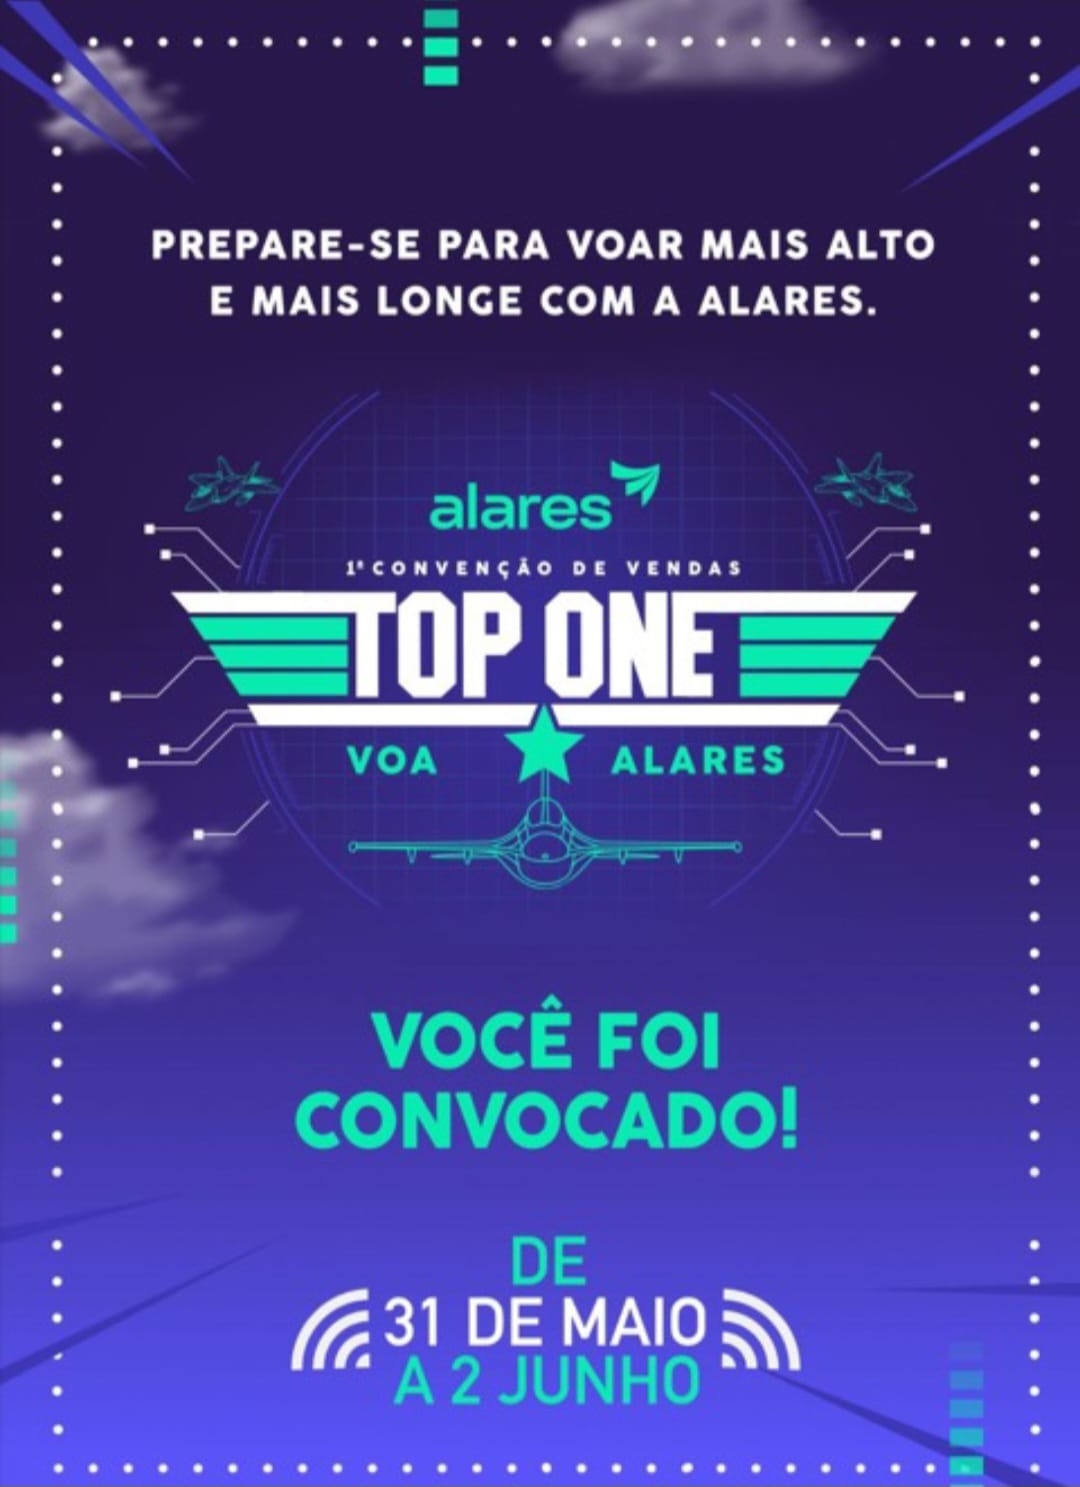 PREPARE-SE PARA VOAR MAIS ALTO
E MAIS LONGE COM A ALARES.
alares
1ª CONVENÇÃO DE VENDAS
TOP ONE
VOA ALARES
VOCÊ FOI
CONVOCADO!
DE
31 DE MAIO
A 2 JUNHO